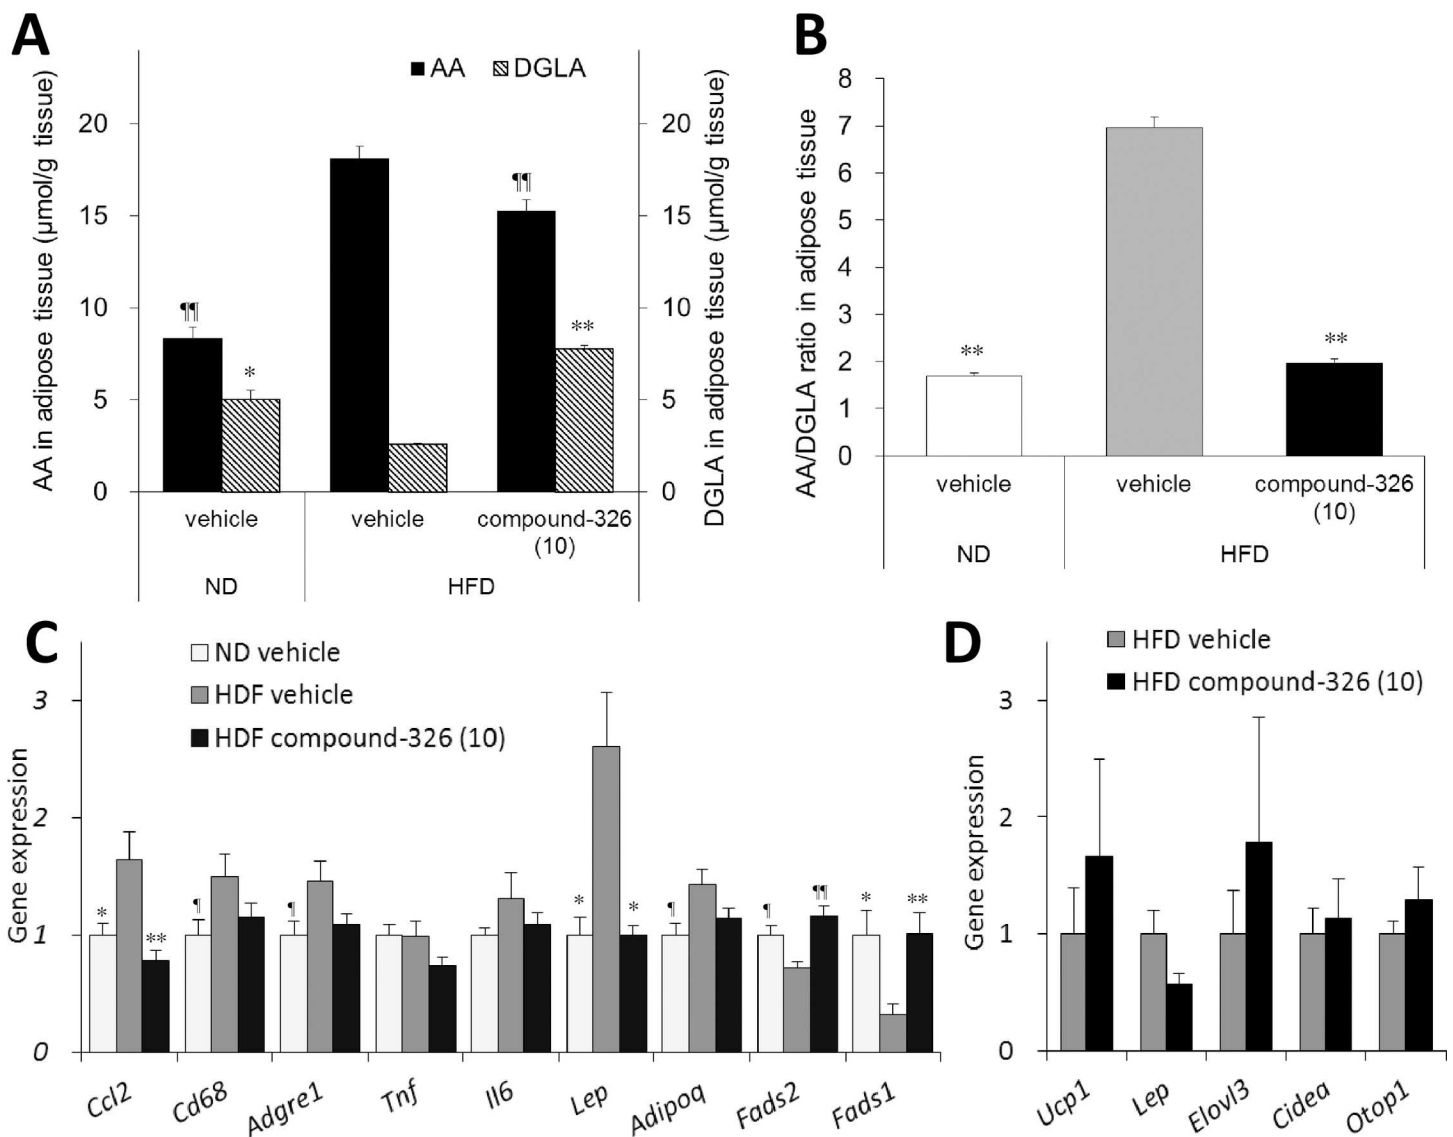 A
AA DGLA
AA in adipose tissue (µmol/g tissue)
20
15
10
5
0
DGLA in adipose tissue (µmol/g tissue)
20
15
10
5
0
¶¶
*
¶¶
**
vehicle
vehicle
compound-326
(10)
ND
HFD
B
AA/DGLA ratio in adipose tissue
8
7
6
5
4
3
2
1
0
**
**
vehicle
vehicle
compound-326
(10)
ND
HFD
C
ND vehicle
HDF vehicle
HDF compound-326 (10)
Gene expression
3
2
1
0
*
**
¶
¶
*
*
¶
¶
¶¶
*
**
Ccl2
Cd68
Adgre1
Tnf
Il6
Lep
Adipoq
Fads2
Fads1
D
HFD vehicle
HFD compound-326 (10)
Gene expression
3
2
1
0
Ucp1
Lep
Elovl3
Cidea
Otop1